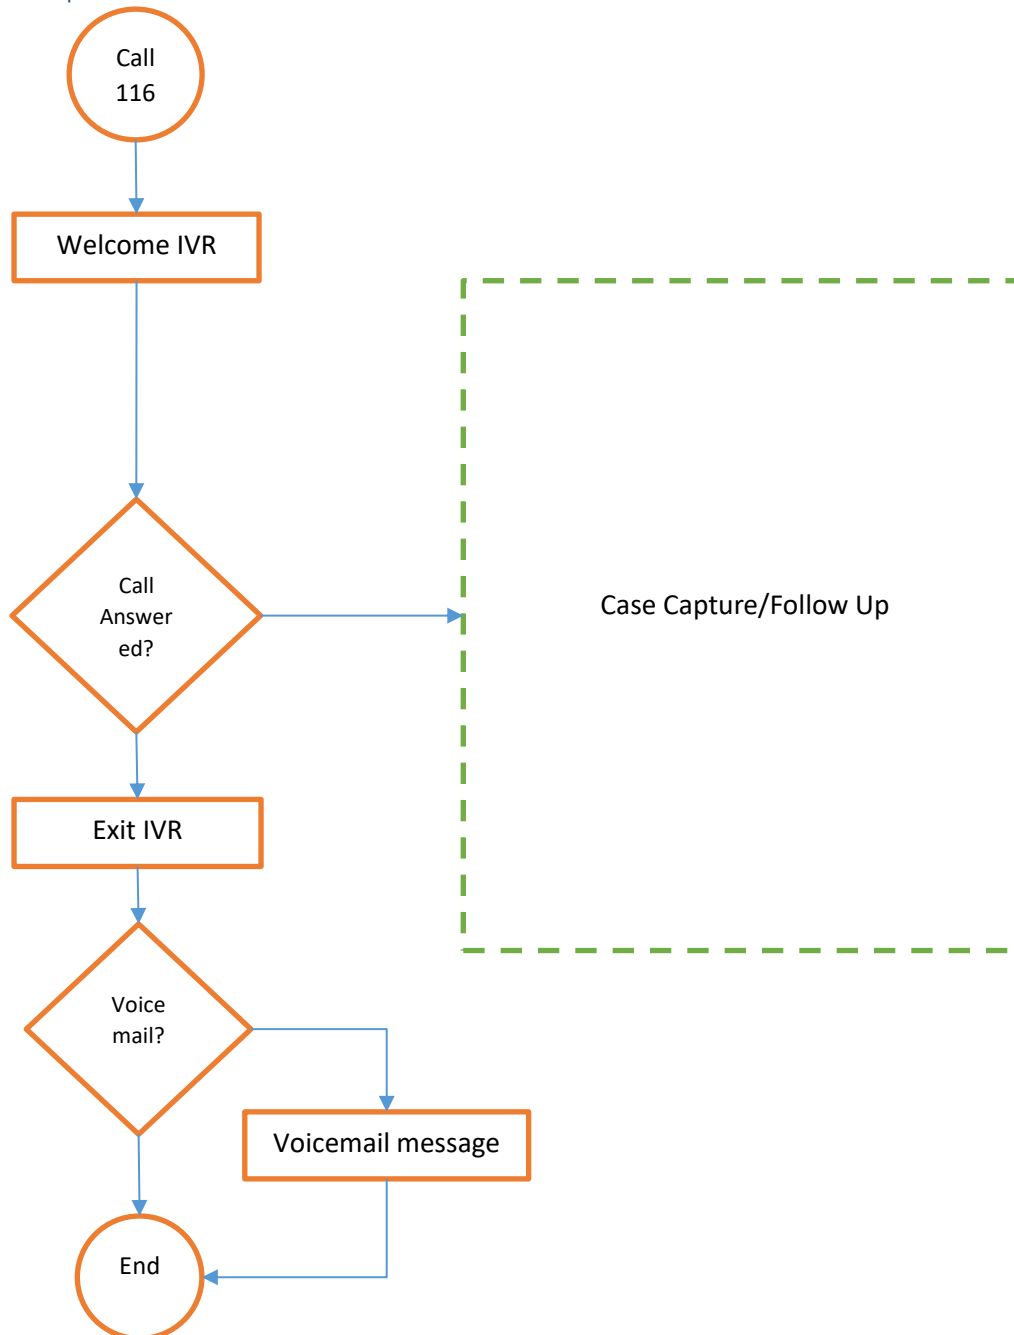 Call
116
Welcome IVR
Call
Answer
ed?
Case Capture/Follow Up
Exit IVR
Voice
mail?
Voicemail message
End